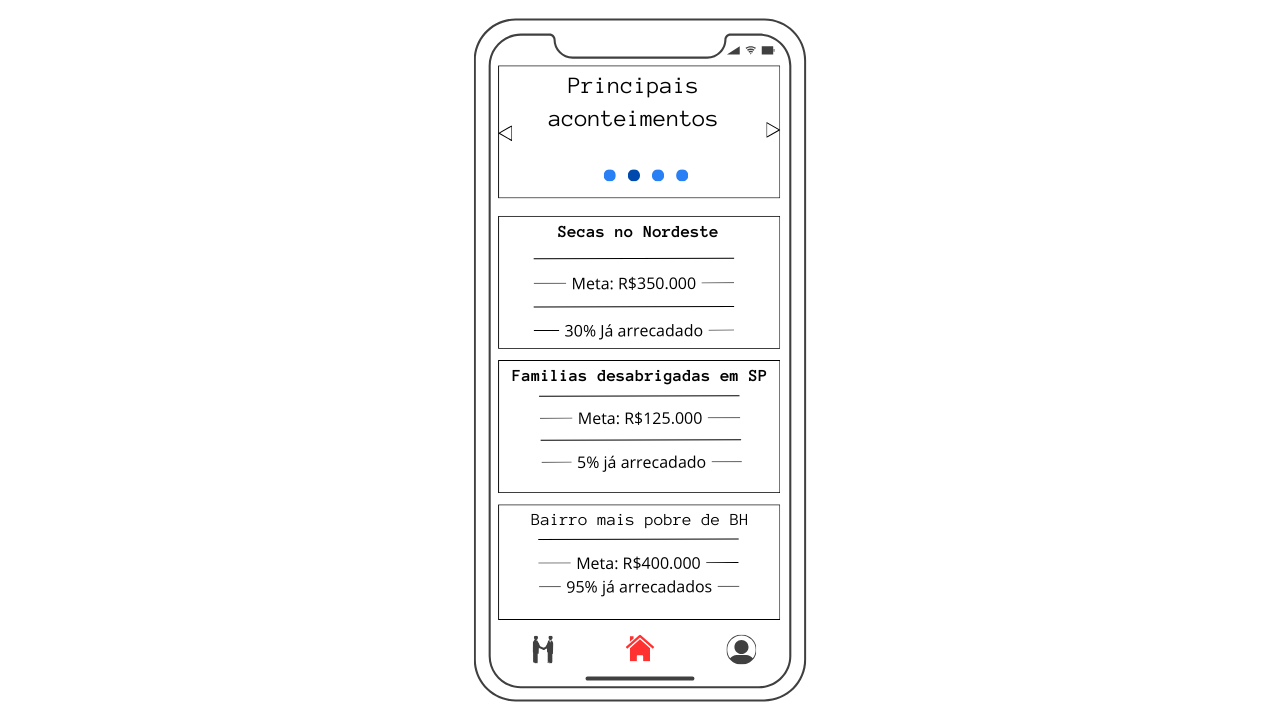 Principais
aconteimentos
Secas no Nordeste
Meta: R$350.000
30% Já arrecadado
Familias desabrigadas em SP
Meta: R$125.000
5% já arrecadado
Bairro mais pobre de BH
Meta: R$400.000
95% já arrecadados